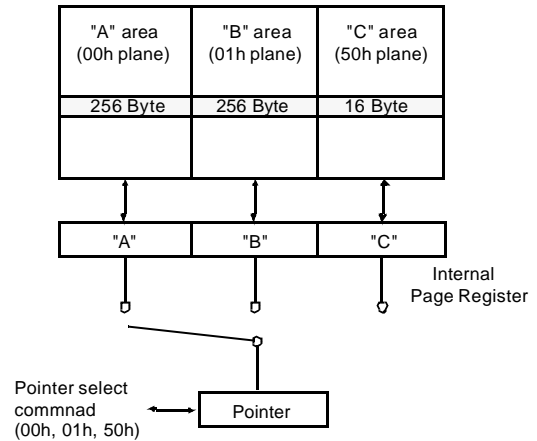 "A" area "B" area "C" area
(00h plane) (01h plane) (50h plane)
256 Byte 256 Byte 16 Byte
"A" "B" "C"
Internal
Page Register
Pointer select
commnad
(00h, 01h, 50h)
Pointer